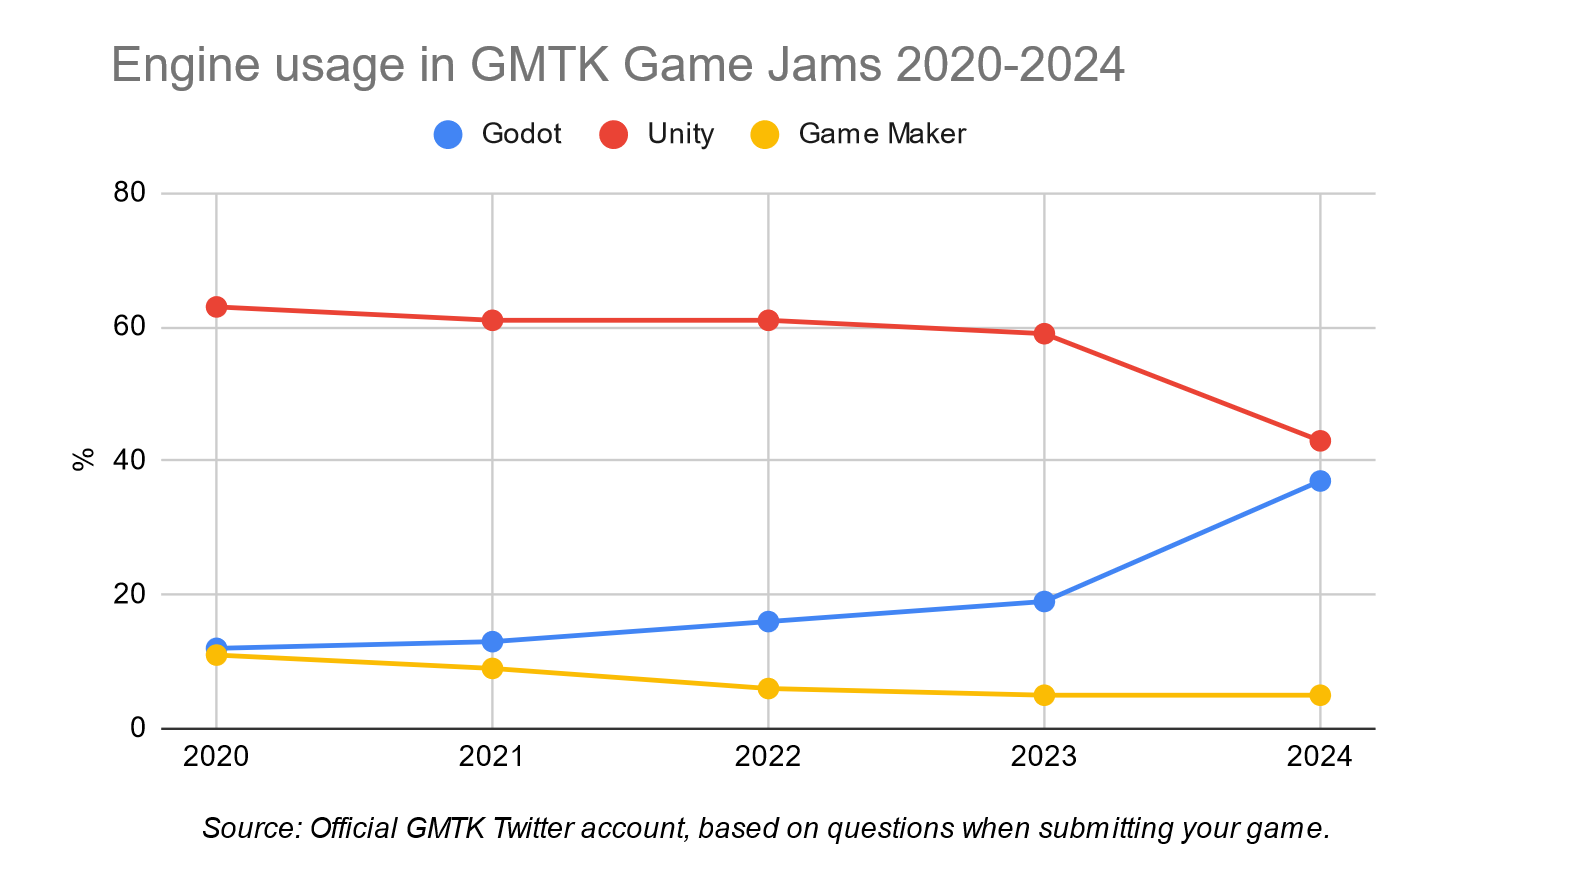 Engine usage in GMTK Game Jams 2020-2024
Godot Unity Game Maker
80
60
40
20
0
%
2020 2021 2022 2023 2024
Source: Official GMTK Twitter account, based on questions when submitting your game.